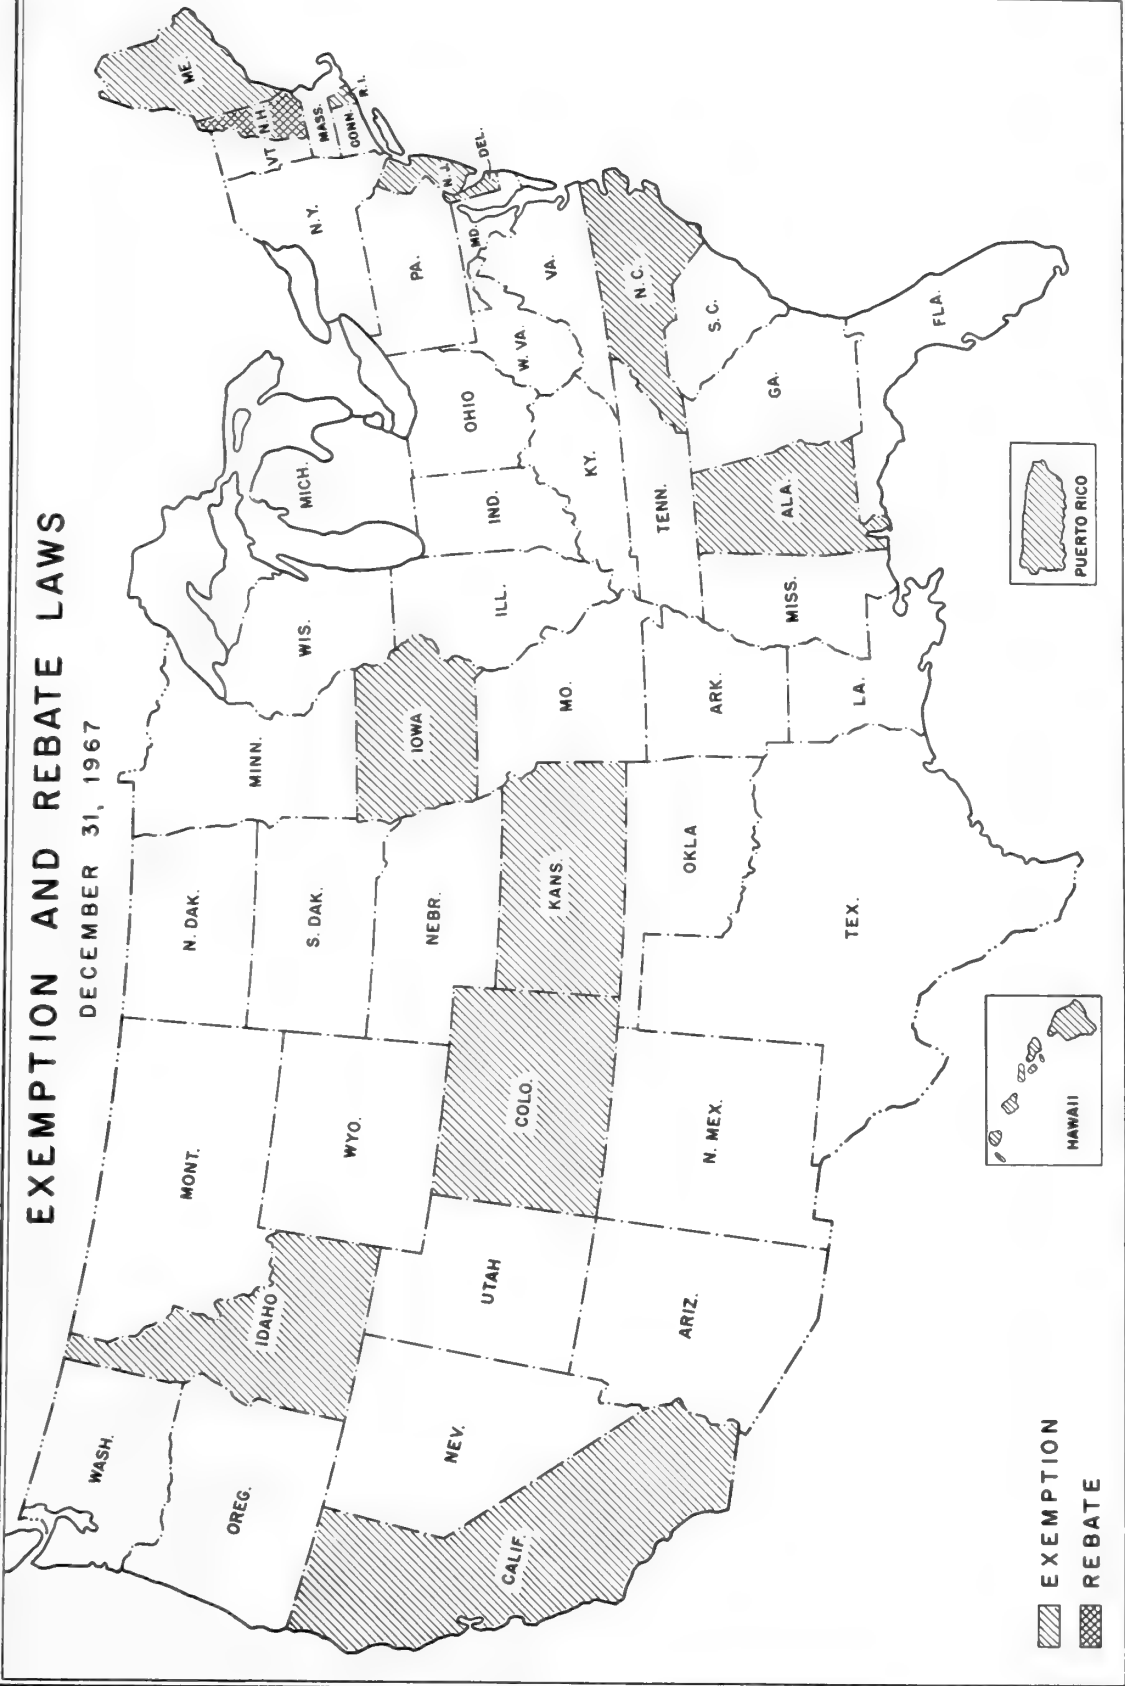 EXEMPTION AND REBATE LAWS
DECEMBER 31, 1967
WASH.
OREG.
CALIF.
NEV.
IDAHO
MONT.
WYO.
UTAH
ARIZ.
COLO.
N. MEX.
N. DAK.
S. DAK.
NEBR.
KANS.
OKLA
TEX.
MINN.
IOWA
MO.
ARK.
LA.
WIS.
ILL.
MISS.
MICH.
IND.
OHIO
KY.
TENN.
ALA.
GA.
FLA.
S. C.
N. C.
VA.
W. VA.
MD.
DEL.
PA.
N. J.
N. Y.
CONN.
R. I.
MASS.
VT.
N. H.
ME.
HAWAII
PUERTO RICO
EXEMPTION
REBATE